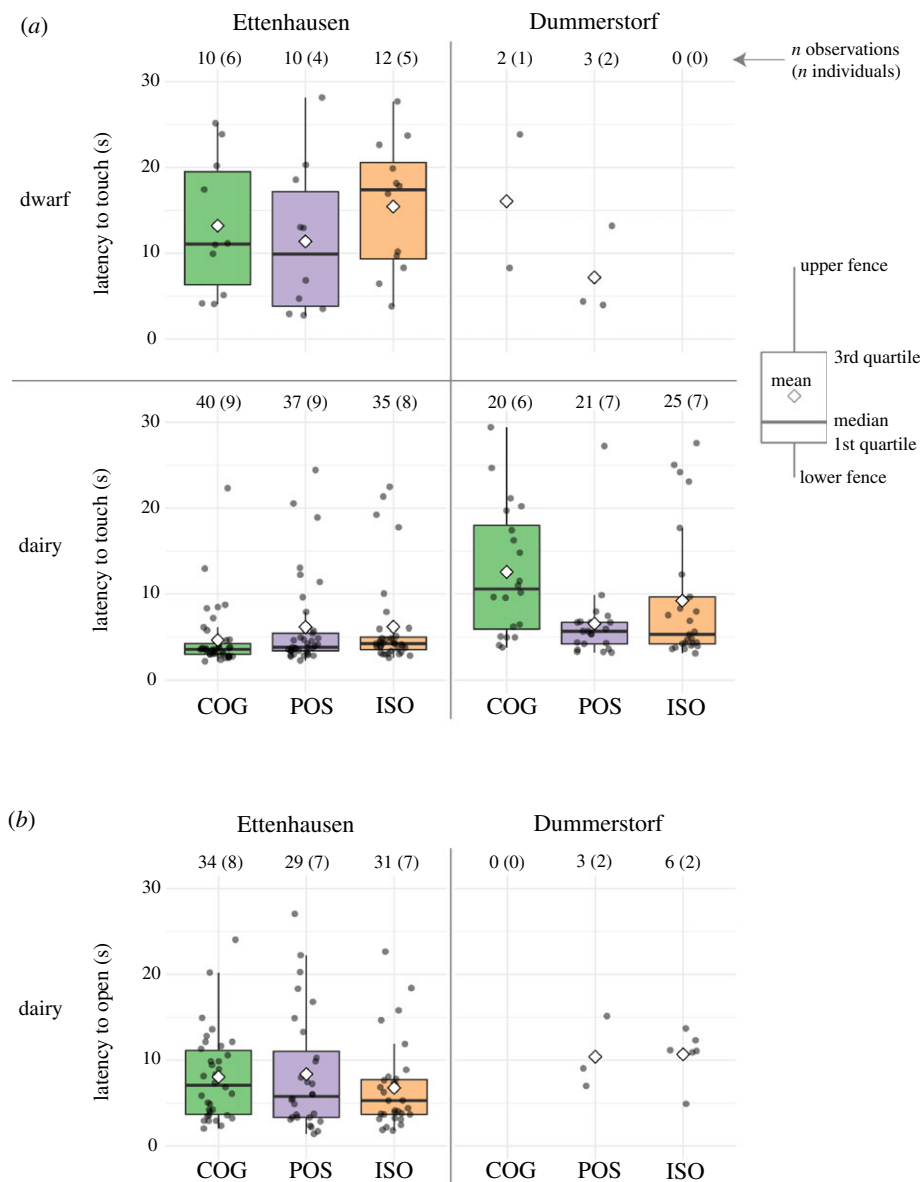 (a)
Ettenhausen
Dummerstorf
10 (6) 10 (4) 12 (5)
2 (1) 3 (2) 0 (0)
n observations
(n individuals)
30
20
10
0
latency to touch (s)
dwarf
40 (9) 37 (9) 35 (8)
20 (6) 21 (7) 25 (7)
30
20
10
0
latency to touch (s)
dairy
COG POS ISO
COG POS ISO
upper fence
3rd quartile
mean
median
1st quartile
lower fence
(b)
Ettenhausen
Dummerstorf
34 (8) 29 (7) 31 (7)
0 (0) 3 (2) 6 (2)
30
20
10
0
latency to open (s)
dairy
COG POS ISO
COG POS ISO